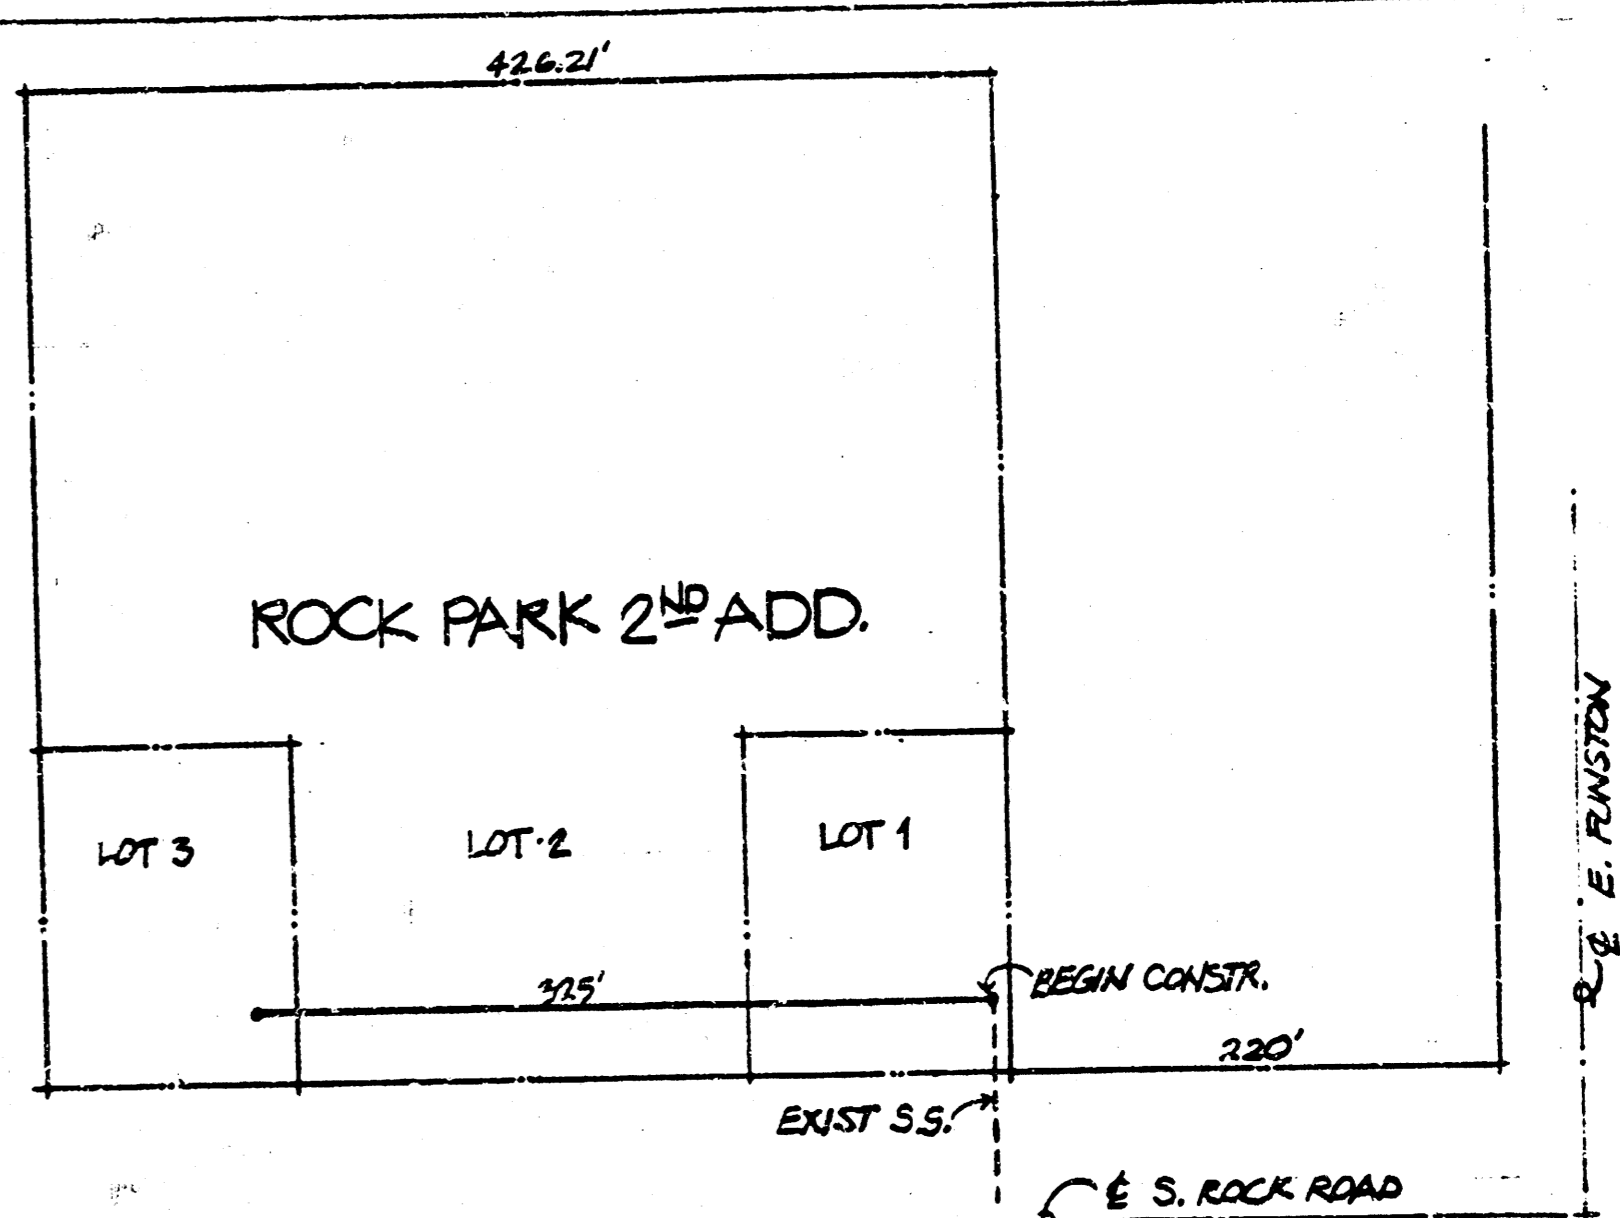 426.21'
ROCK PARK 2ND ADD.
LOT 3
LOT 2
LOT 1
325'
BEGIN CONSTR.
220'
EXIST S.S.
℄ S. ROCK ROAD
℄ E. FUNSTON